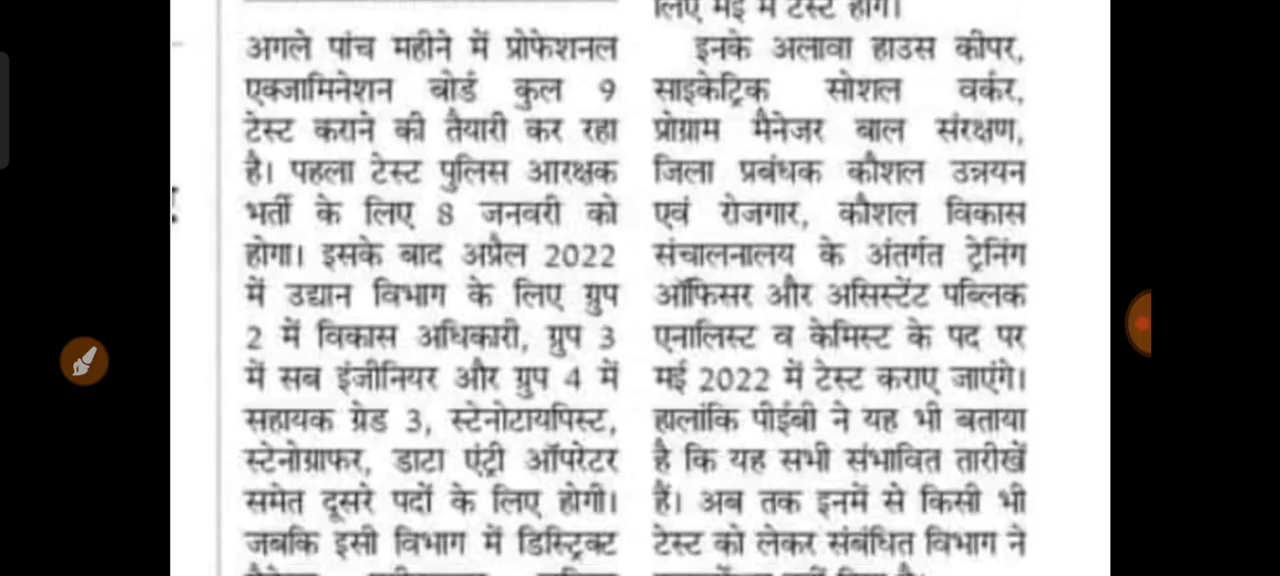 अगले पांच महीने में प्रोफेशनल
एक्जामिनेशन बोर्ड कुल 9
टेस्ट कराने की तैयारी कर रहा
है। पहला टेस्ट पुलिस आरक्षक
भर्ती के लिए 8 जनवरी को
होगा। इसके बाद अप्रैल 2022
में उद्यान विभाग के लिए ग्रुप
2 में विकास अधिकारी, ग्रुप 3
में सब इंजीनियर और ग्रुप 4 में
सहायक ग्रेड 3, स्टेनोटायपिस्ट,
स्टेनोग्राफर, डाटा एंट्री ऑपरेटर
समेत दूसरे पदों के लिए होगी।
जबकि इसी विभाग में डिस्ट्रिक्ट
लिए मई में टेस्ट होगा।
इनके अलावा हाउस कीपर,
साइकेट्रिक सोशल वर्कर,
प्रोग्राम मैनेजर बाल संरक्षण,
जिला प्रबंधक कौशल उन्नयन
एवं रोजगार, कौशल विकास
संचालनालय के अंतर्गत ट्रेनिंग
ऑफिसर और असिस्टेंट पब्लिक
एनालिस्ट व केमिस्ट के पद पर
मई 2022 में टेस्ट कराए जाएंगे।
हालांकि पीईबी ने यह भी बताया
है कि यह सभी संभावित तारीखें
हैं। अब तक इनमें से किसी भी
टेस्ट को लेकर संबंधित विभाग ने